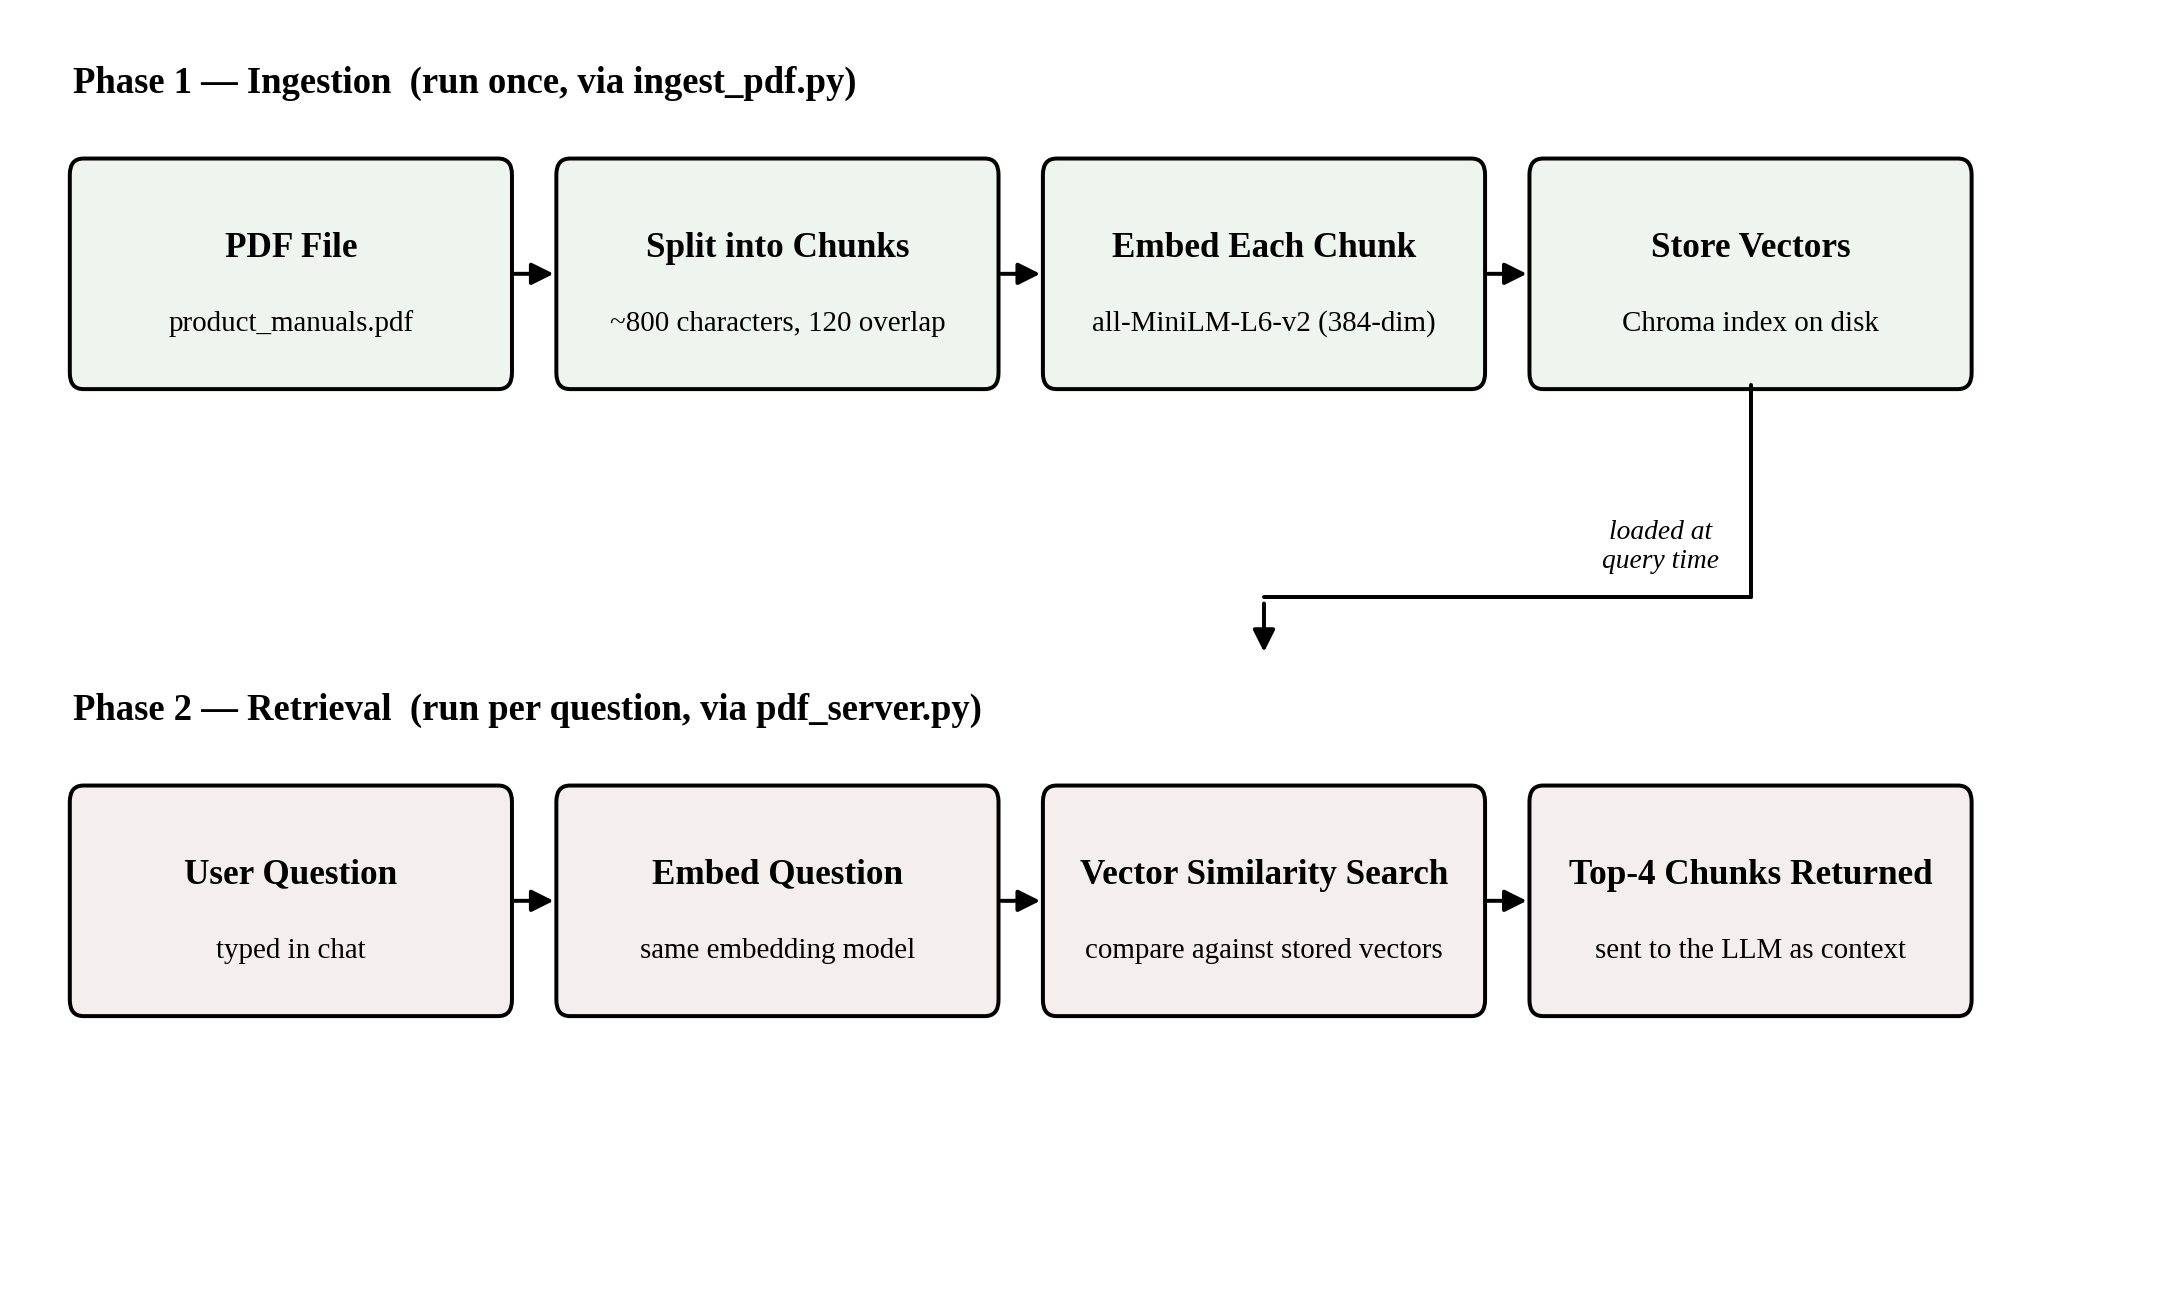 Phase 1 — Ingestion  (run once, via ingest_pdf.py)
PDF File
product_manuals.pdf
Split into Chunks
~800 characters, 120 overlap
Embed Each Chunk
all-MiniLM-L6-v2 (384-dim)
Store Vectors
Chroma index on disk
loaded at
query time
Phase 2 — Retrieval  (run per question, via pdf_server.py)
User Question
typed in chat
Embed Question
same embedding model
Vector Similarity Search
compare against stored vectors
Top-4 Chunks Returned
sent to the LLM as context